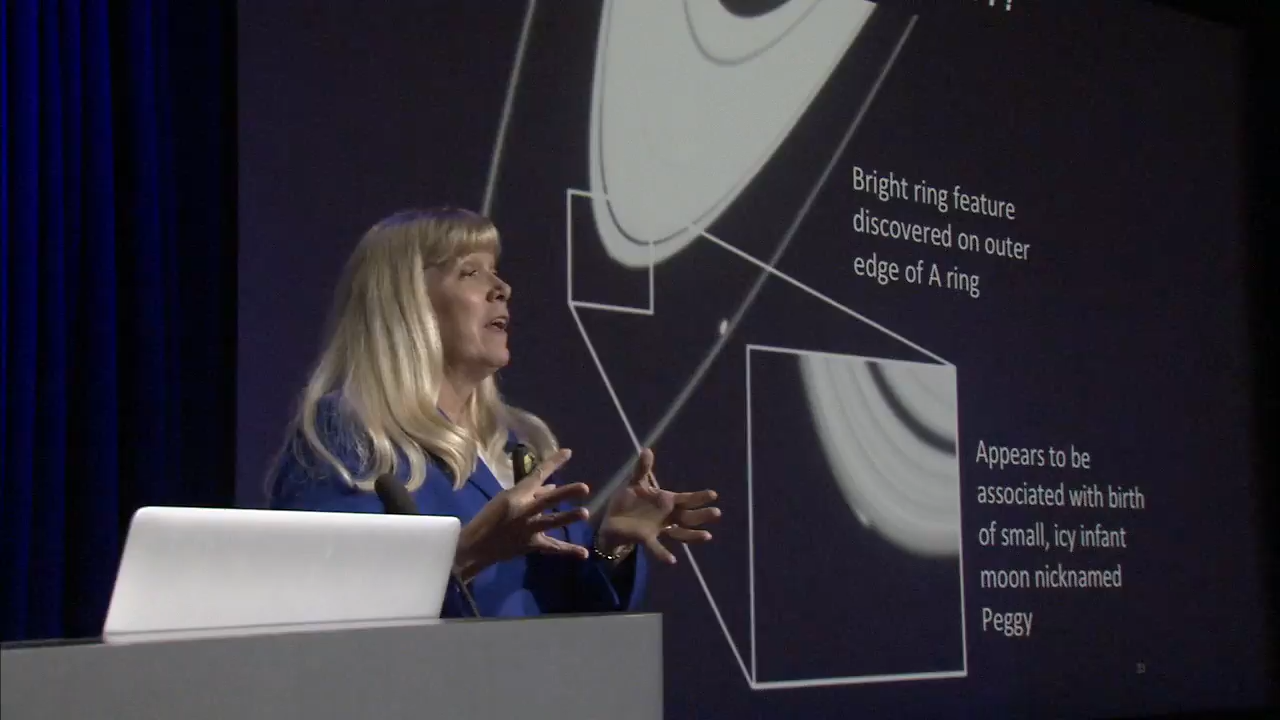 Bright ring feature
discovered on outer
edge of A ring
Appears to be
associated with birth
of small, icy infant
moon nicknamed
Peggy